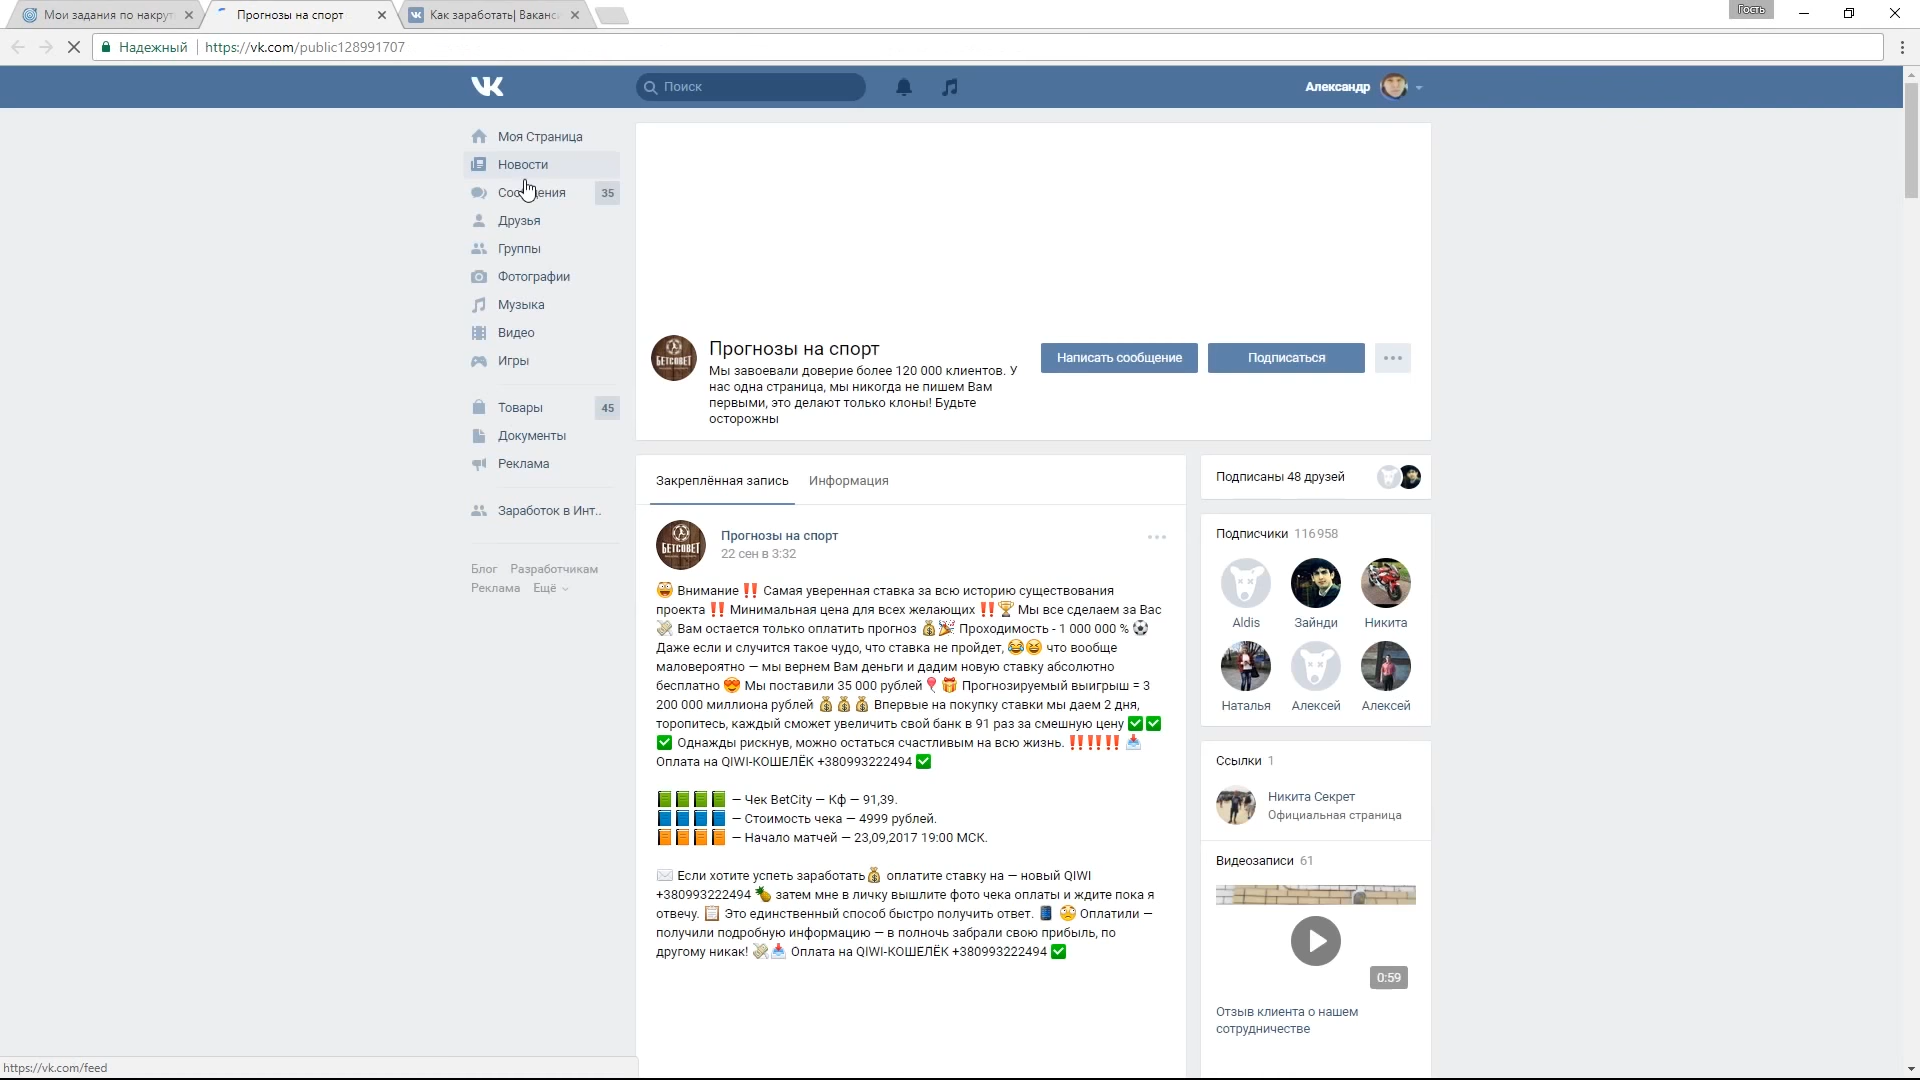 Мои задания по накрут
Прогнозы на спорт
Как заработать| Ваканс
Гость
Надежный
https://vk.com/public128991707
Поиск
Александр
Моя Страница
Новости
Сообщения 35
Друзья
Группы
Фотографии
Музыка
Видео
Игры
Товары 45
Документы
Реклама
Заработок в Инт..
Блог Разработчикам
Реклама Ещё
БЕТСОВЕТ
Прогнозы на спорт
Мы завоевали доверие более 120 000 клиентов. У
нас одна страница, мы никогда не пишем Вам
первыми, это делают только клоны! Будьте
осторожны
Написать сообщение
Подписаться
Закреплённая запись
Информация
БЕТСОВЕТ
Прогнозы на спорт
22 сен в 3:32
😀 Внимание ‼ Самая уверенная ставка за всю историю существования
проекта ‼ Минимальная цена для всех желающих ‼🏆 Мы все сделаем за Вас
💸 Вам остается только оплатить прогноз 💰🎉 Проходимость - 1 000 000 % ⚽
Даже если и случится такое чудо, что ставка не пройдет, 😂😆 что вообще
маловероятно — мы вернем Вам деньги и дадим новую ставку абсолютно
бесплатно 😍 Мы поставили 35 000 рублей🎈 🎁 Прогнозируемый выигрыш = 3
200 000 миллиона рублей 💰 💰 💰 Впервые на покупку ставки мы даем 2 дня,
торопитесь, каждый сможет увеличить свой банк в 91 раз за смешную цену ✅✅
✅ Однажды рискнув, можно остаться счастливым на всю жизнь. ‼‼‼ 📥
Оплата на QIWI-КОШЕЛЁК +380993222494 ✅
📗📗📗📗 — Чек BetCity — Кф — 91,39.
📘📘📘📘 — Стоимость чека — 4999 рублей.
📙📙📙📙 — Начало матчей — 23,09,2017 19:00 МСК.
✉ Если хотите успеть заработать💰 оплатите ставку на — новый QIWI
+380993222494 🍍 затем мне в личку вышлите фото чека оплаты и ждите пока я
отвечу. 📋 Это единственный способ быстро получить ответ. 📱 😳 Оплатили —
получили подробную информацию — в полночь забрали свою прибыль, по
другому никак! 💸📥 Оплата на QIWI-КОШЕЛЁК +380993222494 ✅
Подписаны 48 друзей
Подписчики 116 958
Aldis Зайнди Никита
Наталья Алексей Алексей
Ссылки 1
Никита Секрет
Официальная страница
Видеозаписи 61
0:59
Отзыв клиента о нашем
сотрудничестве
https://vk.com/feed